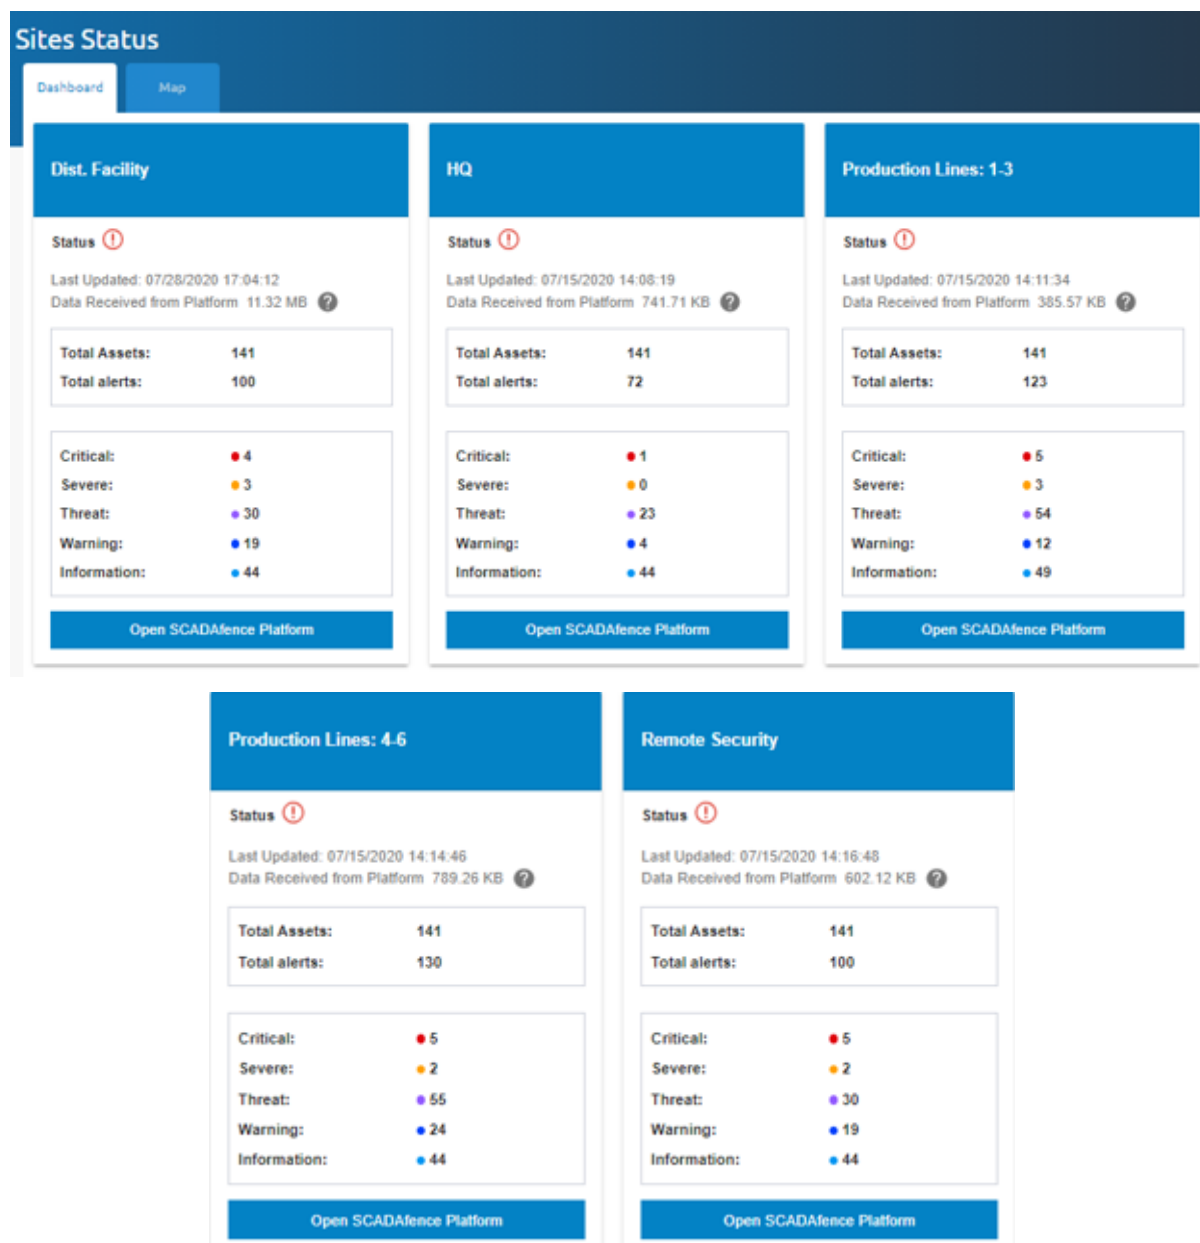 Sites Status
Dashboard Map
Dist. Facility
Status
Last Updated: 07/28/2020 17:04:12
Data Received from Platform 11.32 MB ?
Total Assets: 141
Total alerts: 100
Critical: 4
Severe: 3
Threat: 30
Warning: 19
Information: 44
Open SCADAfence Platform
HQ
Status
Last Updated: 07/15/2020 14:08:19
Data Received from Platform 741.71 KB ?
Total Assets: 141
Total alerts: 72
Critical: 1
Severe: 0
Threat: 23
Warning: 4
Information: 44
Open SCADAfence Platform
Production Lines: 1-3
Status
Last Updated: 07/15/2020 14:11:34
Data Received from Platform 385.57 KB ?
Total Assets: 141
Total alerts: 123
Critical: 5
Severe: 3
Threat: 54
Warning: 12
Information: 49
Open SCADAfence Platform
Production Lines: 4-6
Status
Last Updated: 07/15/2020 14:14:46
Data Received from Platform 789.26 KB ?
Total Assets: 141
Total alerts: 130
Critical: 5
Severe: 2
Threat: 55
Warning: 24
Information: 44
Open SCADAfence Platform
Remote Security
Status
Last Updated: 07/15/2020 14:16:48
Data Received from Platform 602.12 KB ?
Total Assets: 141
Total alerts: 100
Critical: 5
Severe: 2
Threat: 30
Warning: 19
Information: 44
Open SCADAfence Platform